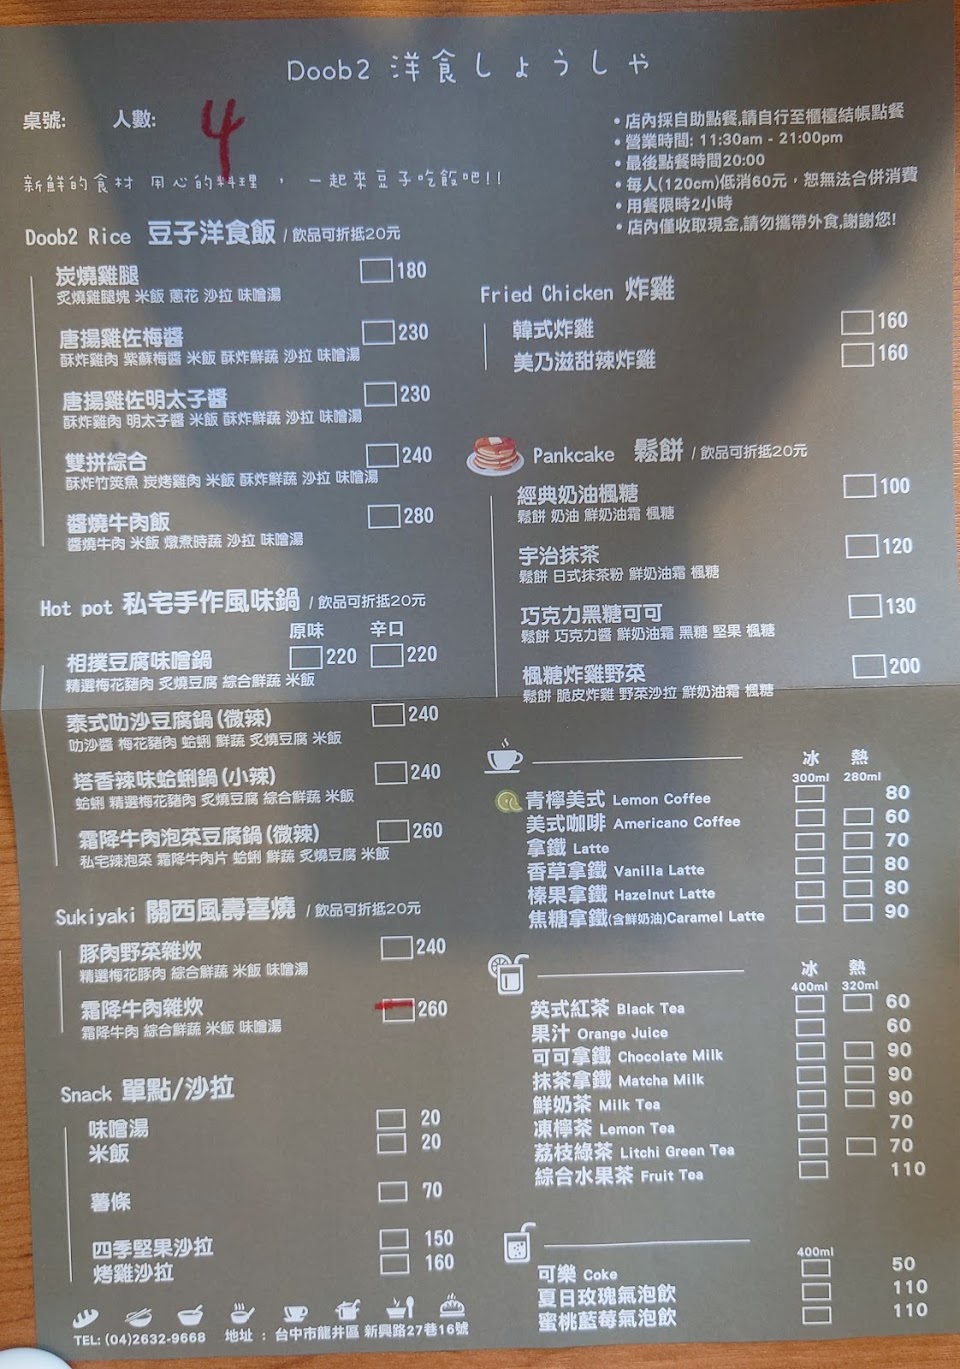 Doob2 洋食しょうしゃ
桌號: 人數: 4
新鮮的食材 用心的料理 , 一起來豆子吃飯吧!!
• 店內採自助點餐,請自行至櫃檯結帳點餐
• 營業時間: 11:30am - 21:00pm
• 最後點餐時間20:00
• 每人(120cm)低消60元，恕無法合併消費
• 用餐限時2小時
• 店內僅收取現金,請勿攜帶外食,謝謝您!
Doob2 Rice 豆子洋食飯 / 飲品可折抵20元
炭燒雞腿 180
炙燒雞腿塊 米飯 蔥花 沙拉 味噌湯
唐揚雞佐梅醬 230
酥炸雞肉 紫蘇梅醬 米飯 酥炸鮮蔬 沙拉 味噌湯
唐揚雞佐明太子醬 230
酥炸雞肉 明太子醬 米飯 酥炸鮮蔬 沙拉 味噌湯
雙拼綜合 240
酥炸竹筴魚 炭烤雞肉 米飯 酥炸鮮蔬 沙拉 味噌湯
醬燒牛肉飯 280
醬燒牛肉 米飯 燉煮時蔬 沙拉 味噌湯
Hot pot 私宅手作風味鍋 / 飲品可折抵20元
原味 辛口
相撲豆腐味噌鍋 220 220
精選梅花豬肉 炙燒豆腐 綜合鮮蔬 米飯
泰式叻沙豆腐鍋(微辣) 240
叻沙醬 梅花豬肉 蛤蜊 鮮蔬 炙燒豆腐 米飯
塔香辣味蛤蜊鍋(小辣) 240
蛤蜊 精選梅花豬肉 炙燒豆腐 綜合鮮蔬 米飯
霜降牛肉泡菜豆腐鍋(微辣) 260
私宅辣泡菜 霜降牛肉片 蛤蜊 鮮蔬 炙燒豆腐 米飯
Sukiyaki 關西風壽喜燒 / 飲品可折抵20元
豚肉野菜雜炊 240
精選梅花豚肉 綜合鮮蔬 米飯 味噌湯
霜降牛肉雜炊 260
霜降牛肉 綜合鮮蔬 米飯 味噌湯
Snack 單點/沙拉
味噌湯 20
米飯 20
薯條 70
四季堅果沙拉 150
烤雞沙拉 160
Fried Chicken 炸雞
韓式炸雞 160
美乃滋甜辣炸雞 160
Pankcake 鬆餅 / 飲品可折抵20元
經典奶油楓糖 100
鬆餅 奶油 鮮奶油霜 楓糖
宇治抹茶 120
鬆餅 日式抹茶粉 鮮奶油霜 楓糖
巧克力黑糖可可 130
鬆餅 巧克力醬 鮮奶油霜 黑糖 堅果 楓糖
楓糖炸雞野菜 200
鬆餅 脆皮炸雞 野菜沙拉 鮮奶油霜 楓糖
冰 熱
300ml 280ml
青檸美式 Lemon Coffee 80
美式咖啡 Americano Coffee 60
拿鐵 Latte 70
香草拿鐵 Vanilla Latte 80
榛果拿鐵 Hazelnut Latte 80
焦糖拿鐵(含鮮奶油)Caramel Latte 90
冰 熱
400ml 320ml
英式紅茶 Black Tea 60
果汁 Orange Juice 60
可可拿鐵 Chocolate Milk 90
抹茶拿鐵 Matcha Milk 90
鮮奶茶 Milk Tea 90
凍檸茶 Lemon Tea 70
荔枝綠茶 Litchi Green Tea 70
綜合水果茶 Fruit Tea 110
400ml
可樂 Coke 50
夏日玫瑰氣泡飲 110
蜜桃藍莓氣泡飲 110
TEL: (04)2632-9668 地址 : 台中市龍井區 新興路27巷16號